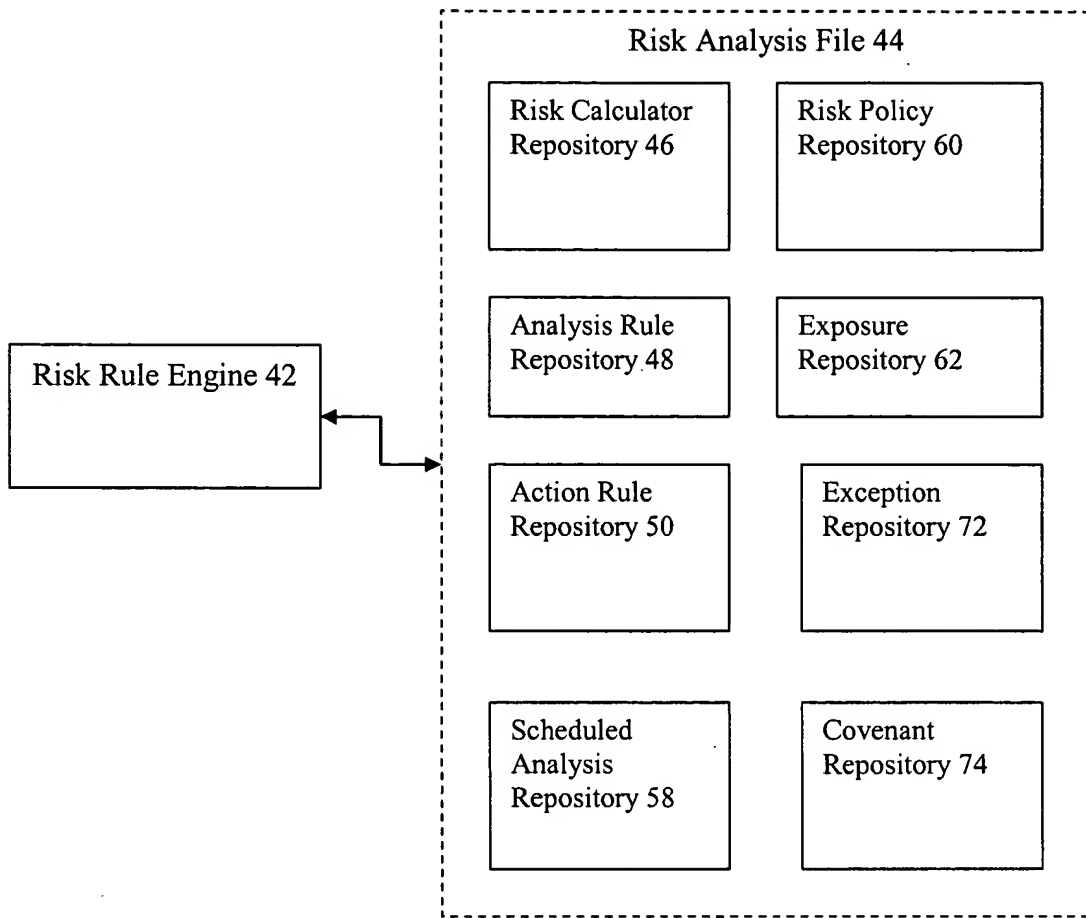 Risk Analysis File 44
Risk Calculator
Repository 46
Risk Policy
Repository 60
Analysis Rule
Repository 48
Exposure
Repository 62
Risk Rule Engine 42
Action Rule
Repository 50
Exception
Repository 72
Scheduled
Analysis
Repository 58
Covenant
Repository 74